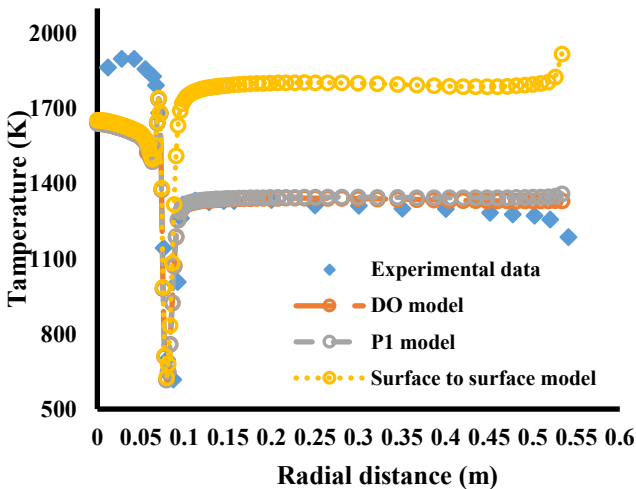 Tamperature (K)
2000
1700
1400
1100
800
500
Experimental data
DO model
P1 model
Surface to surface model
0 0.05 0.1 0.15 0.2 0.25 0.3 0.35 0.4 0.45 0.5 0.55 0.6
Radial distance (m)